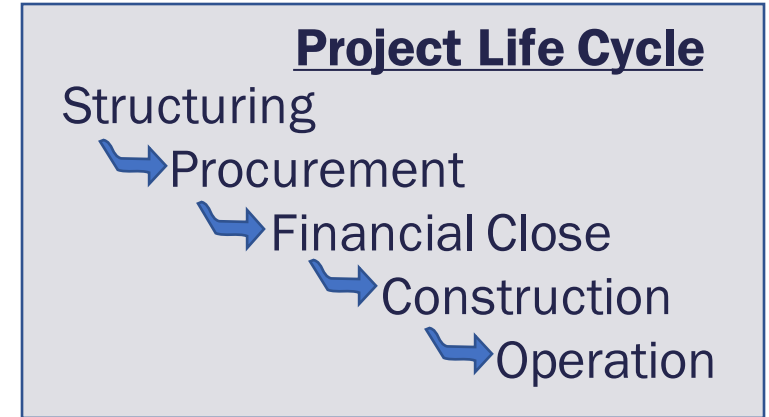 Project Life Cycle
Structuring
Procurement
Financial Close
Construction
Operation